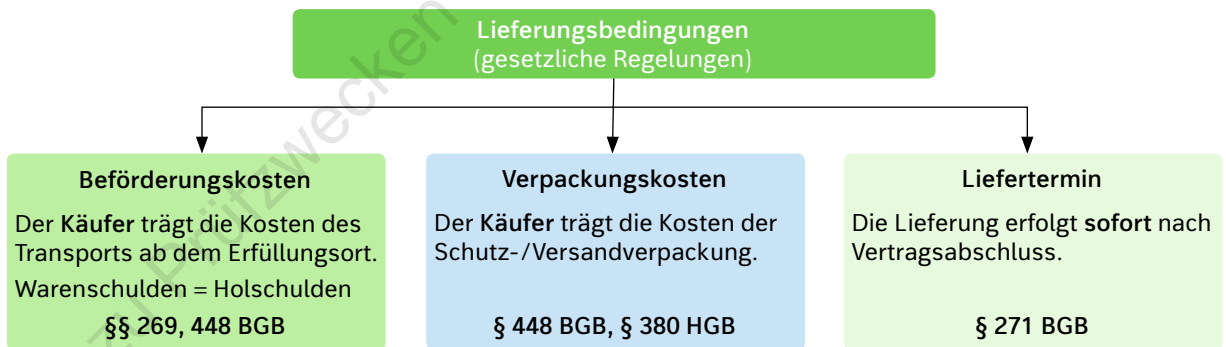 Lieferungsbedingungen
(gesetzliche Regelungen)
Beförderungskosten
Der Käufer trägt die Kosten des
Transports ab dem Erfüllungsort.
Warenschulden = Holschulden
§§ 269, 448 BGB
Verpackungskosten
Der Käufer trägt die Kosten der
Schutz-/Versandverpackung.
§ 448 BGB, § 380 HGB
Liefertermin
Die Lieferung erfolgt sofort nach
Vertragsabschluss.
§ 271 BGB
zu Prüfzwecken